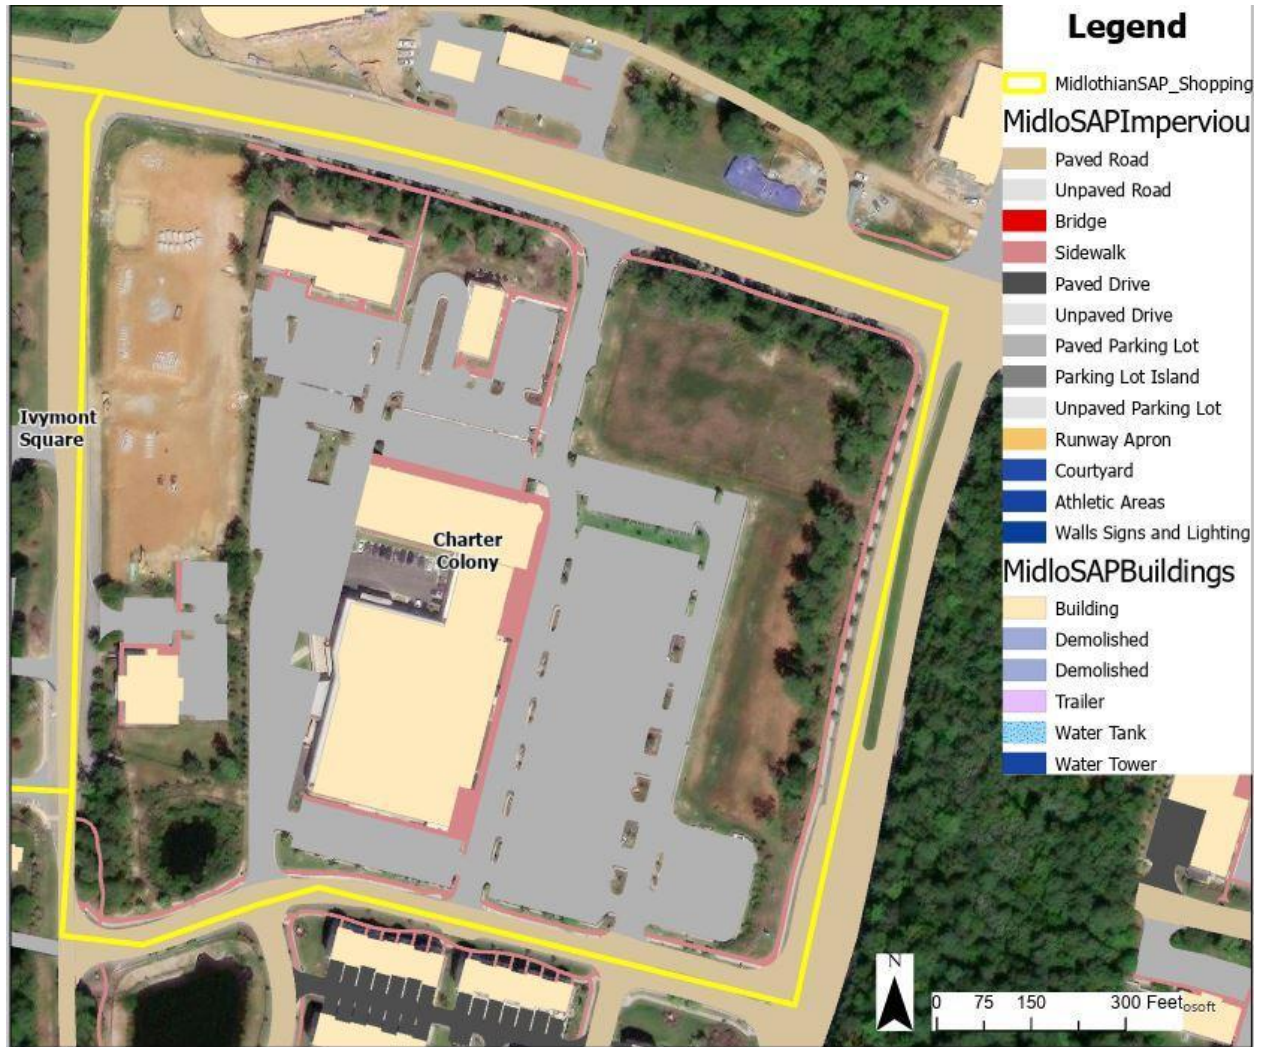 Legend
MidlothianSAP_Shopping
MidloSAPImperviou
Paved Road
Unpaved Road
Bridge
Sidewalk
Paved Drive
Unpaved Drive
Paved Parking Lot
Parking Lot Island
Unpaved Parking Lot
Runway Apron
Courtyard
Athletic Areas
Walls Signs and Lighting
MidloSAPBuildings
Building
Demolished
Demolished
Trailer
Water Tank
Water Tower
Ivymont
Square
Charter
Colony
N
0 75 150 300 Feet
osoft